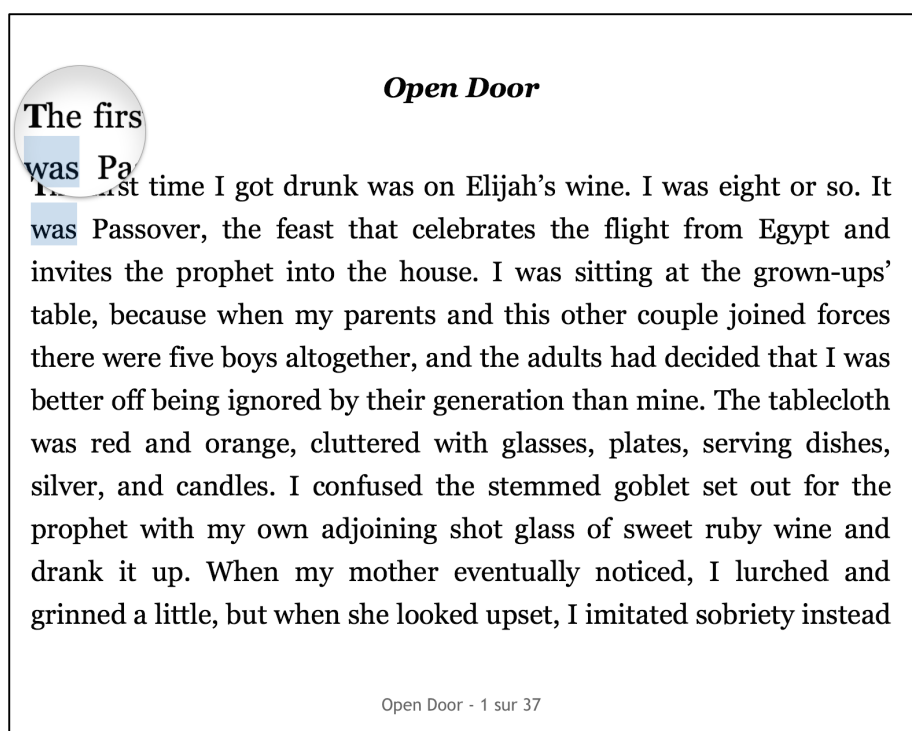 Open Door
The firs
was Pa
The first time I got drunk was on Elijah’s wine. I was eight or so. It
was Passover, the feast that celebrates the flight from Egypt and
invites the prophet into the house. I was sitting at the grown-ups’
table, because when my parents and this other couple joined forces
there were five boys altogether, and the adults had decided that I was
better off being ignored by their generation than mine. The tablecloth
was red and orange, cluttered with glasses, plates, serving dishes,
silver, and candles. I confused the stemmed goblet set out for the
prophet with my own adjoining shot glass of sweet ruby wine and
drank it up. When my mother eventually noticed, I lurched and
grinned a little, but when she looked upset, I imitated sobriety instead
Open Door - 1 sur 37